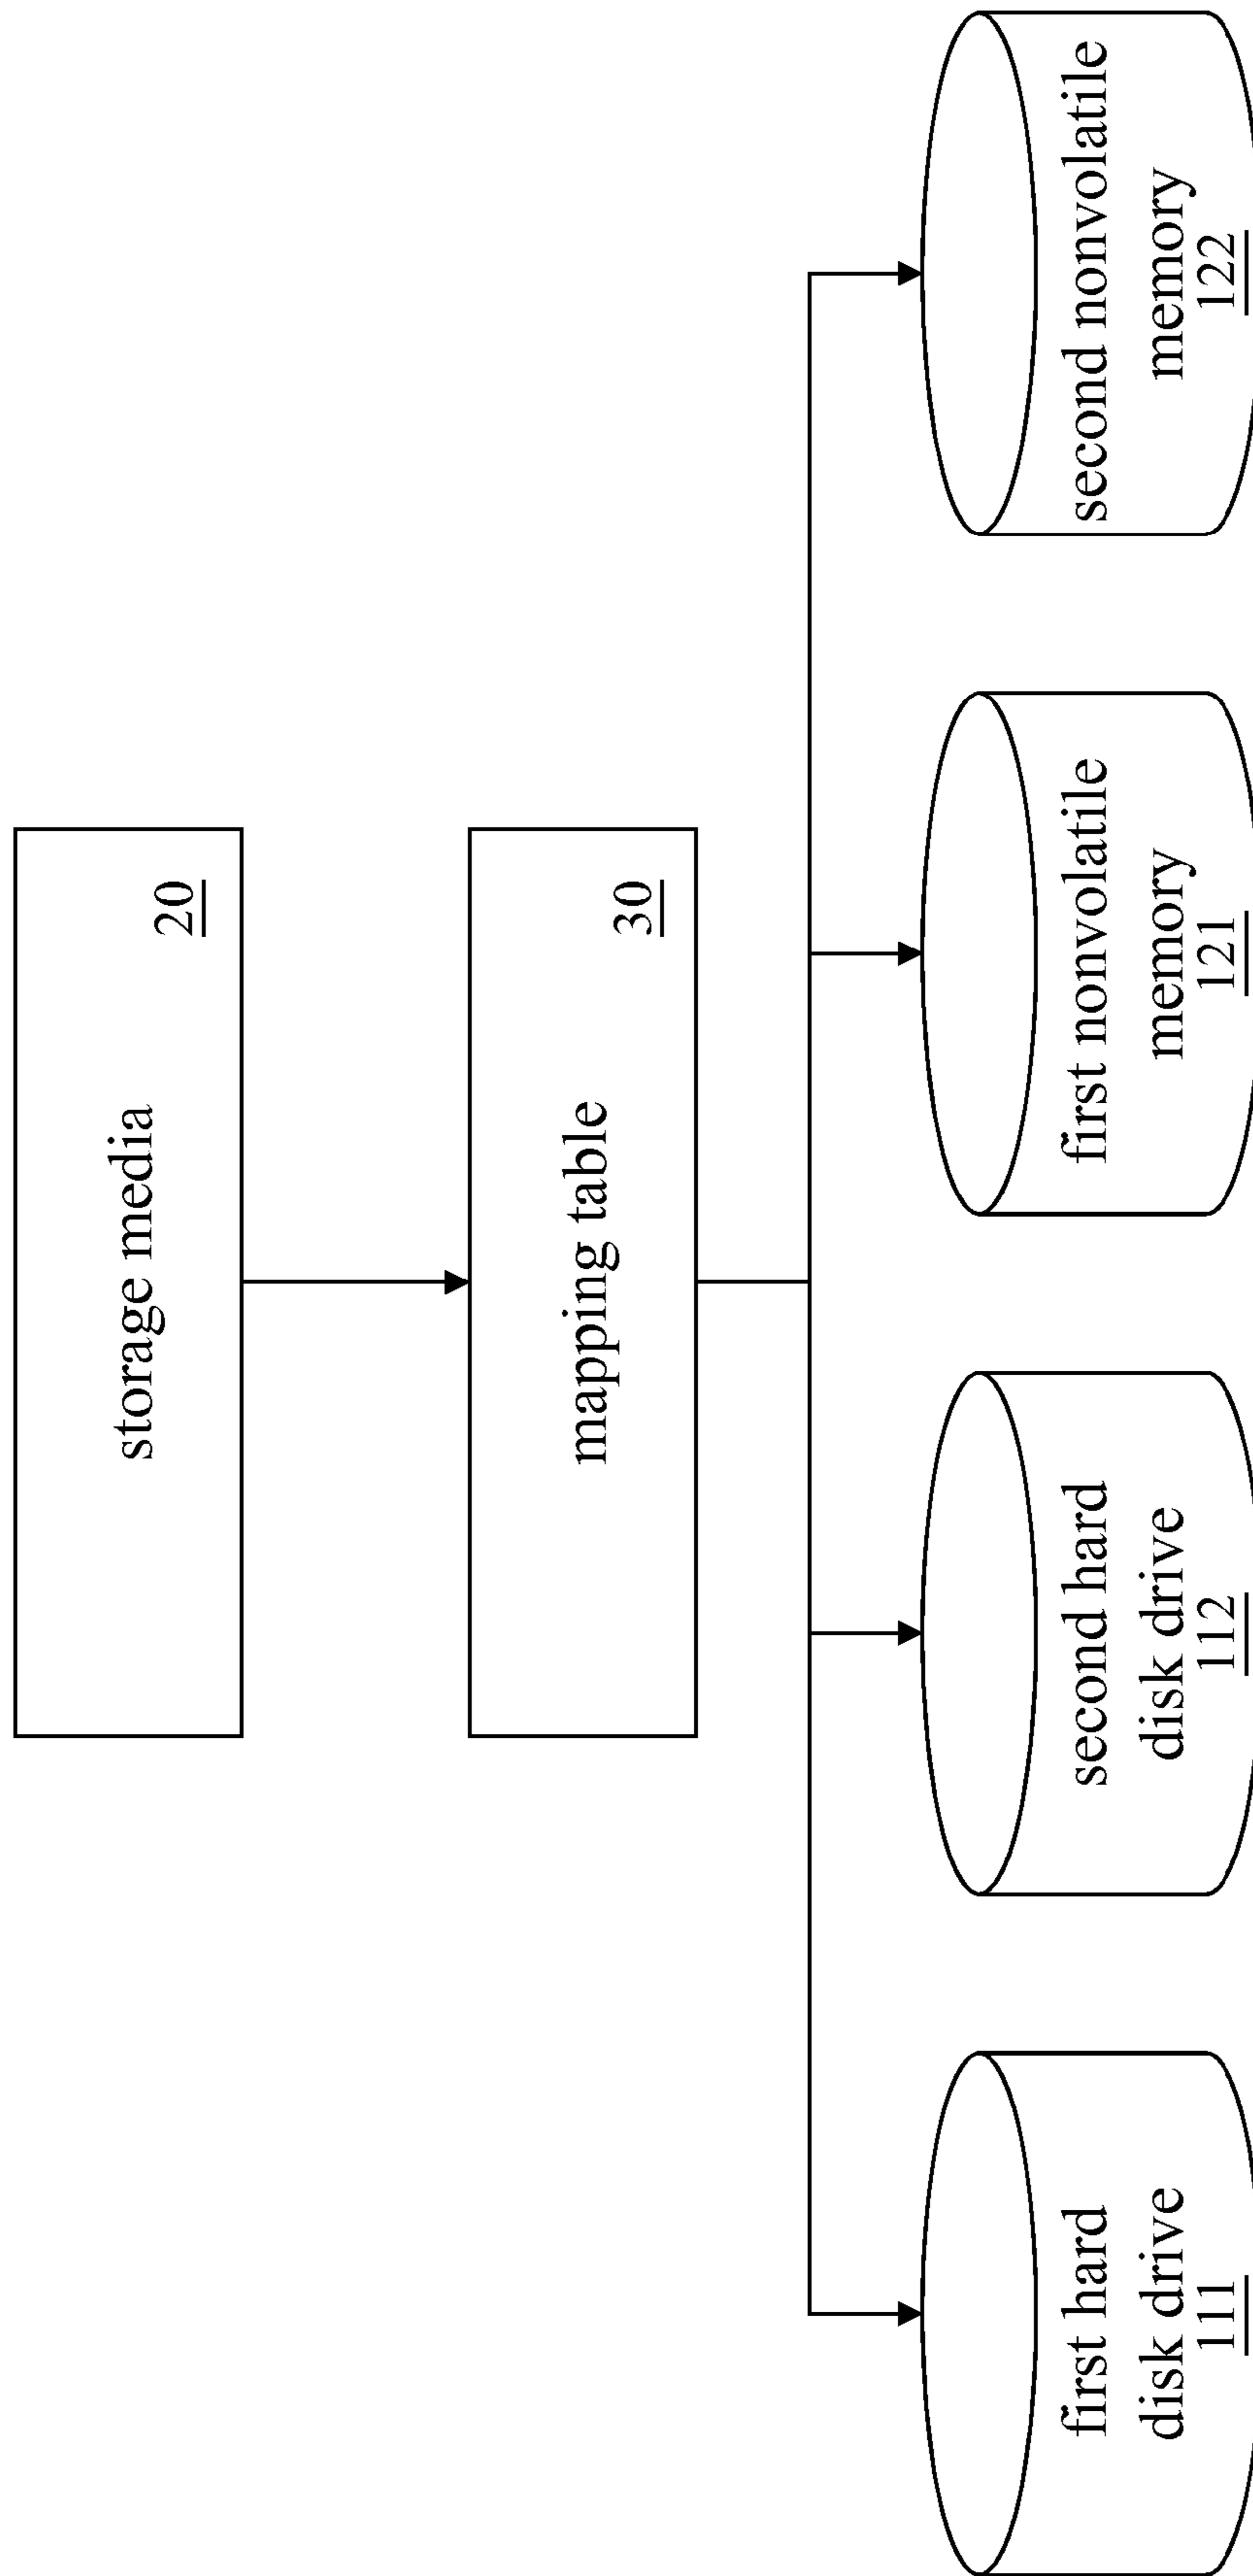 storage media
20
mapping table
30
first hard
disk drive
111
second hard
disk drive
112
first nonvolatile
memory
121
second nonvolatile
memory
122